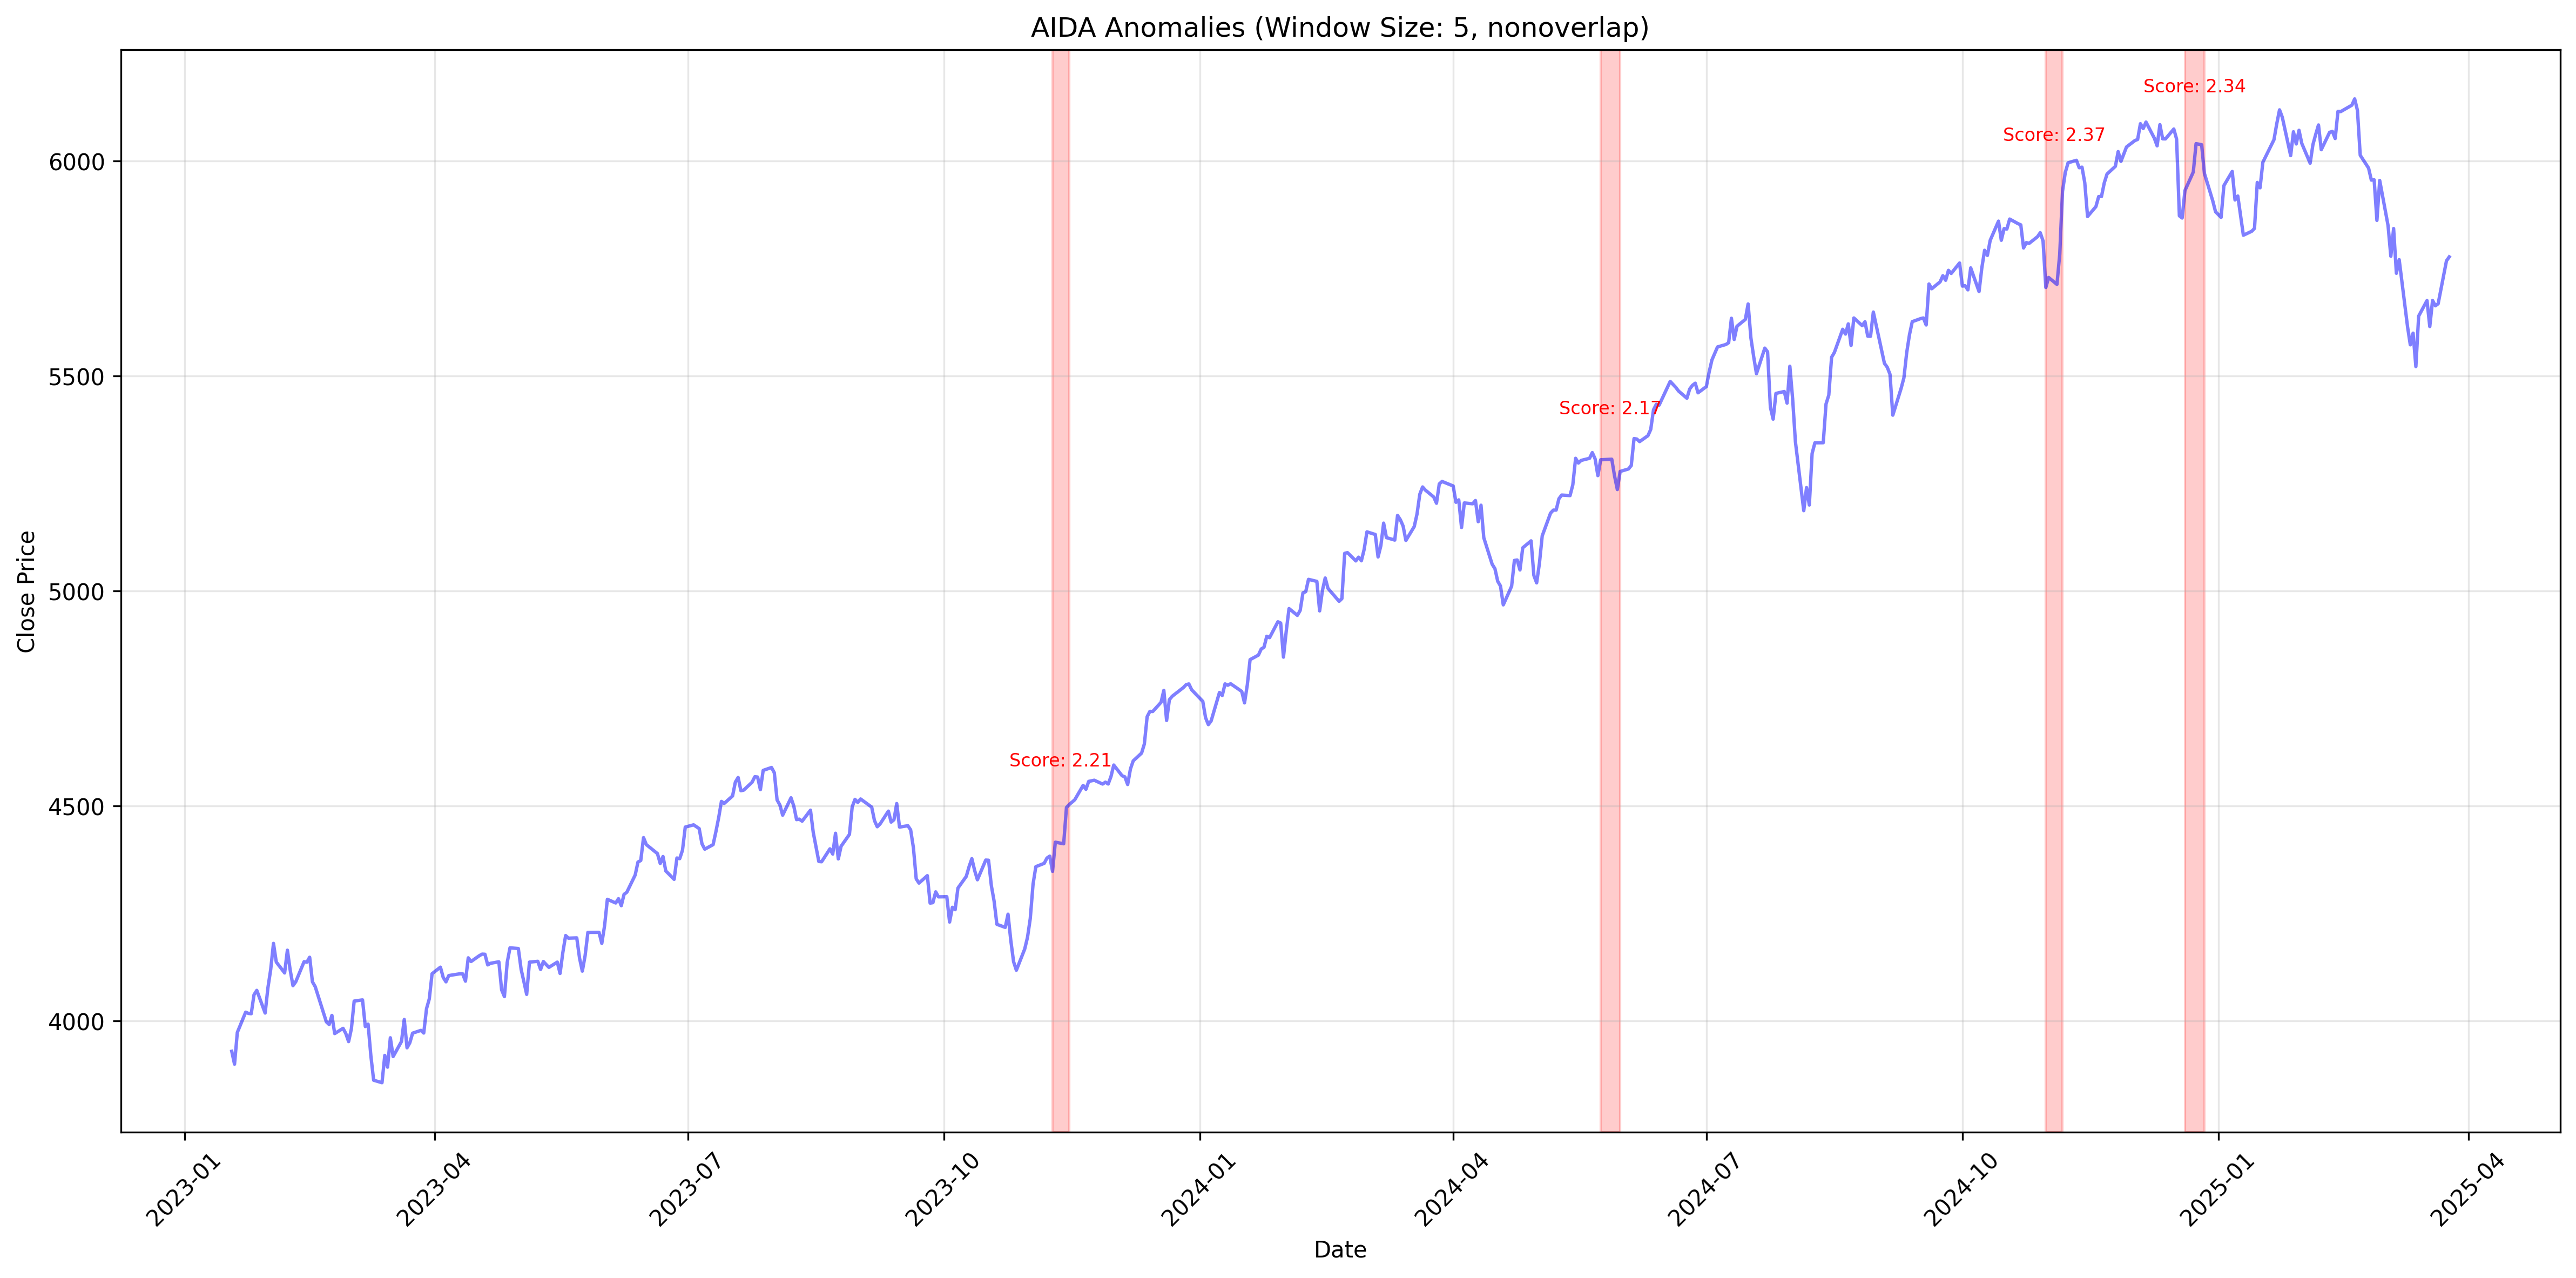 AIDA Anomalies (Window Size: 5, nonoverlap)
Score: 2.34
Score: 2.37
Score: 2.17
Score: 2.21
Close Price
6000
5500
5000
4500
4000
2023-01
2023-04
2023-07
2023-10
2024-01
2024-04
2024-07
2024-10
2025-01
2025-04
Date